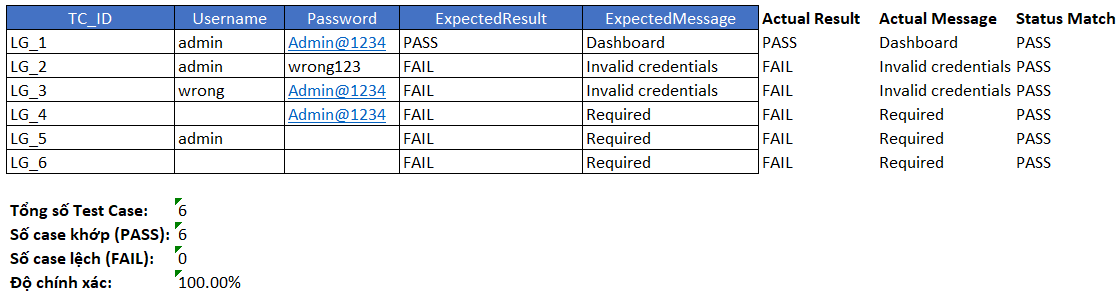 TC_ID Username Password ExpectedResult ExpectedMessage Actual Result Actual Message Status Match
LG_1 admin Admin@1234 PASS Dashboard PASS Dashboard PASS
LG_2 admin wrong123 FAIL Invalid credentials FAIL Invalid credentials PASS
LG_3 wrong Admin@1234 FAIL Invalid credentials FAIL Invalid credentials PASS
LG_4 Admin@1234 FAIL Required FAIL Required PASS
LG_5 admin FAIL Required FAIL Required PASS
LG_6 FAIL Required FAIL Required PASS
Tổng số Test Case: 6
Số case khớp (PASS): 6
Số case lệch (FAIL): 0
Độ chính xác: 100.00%